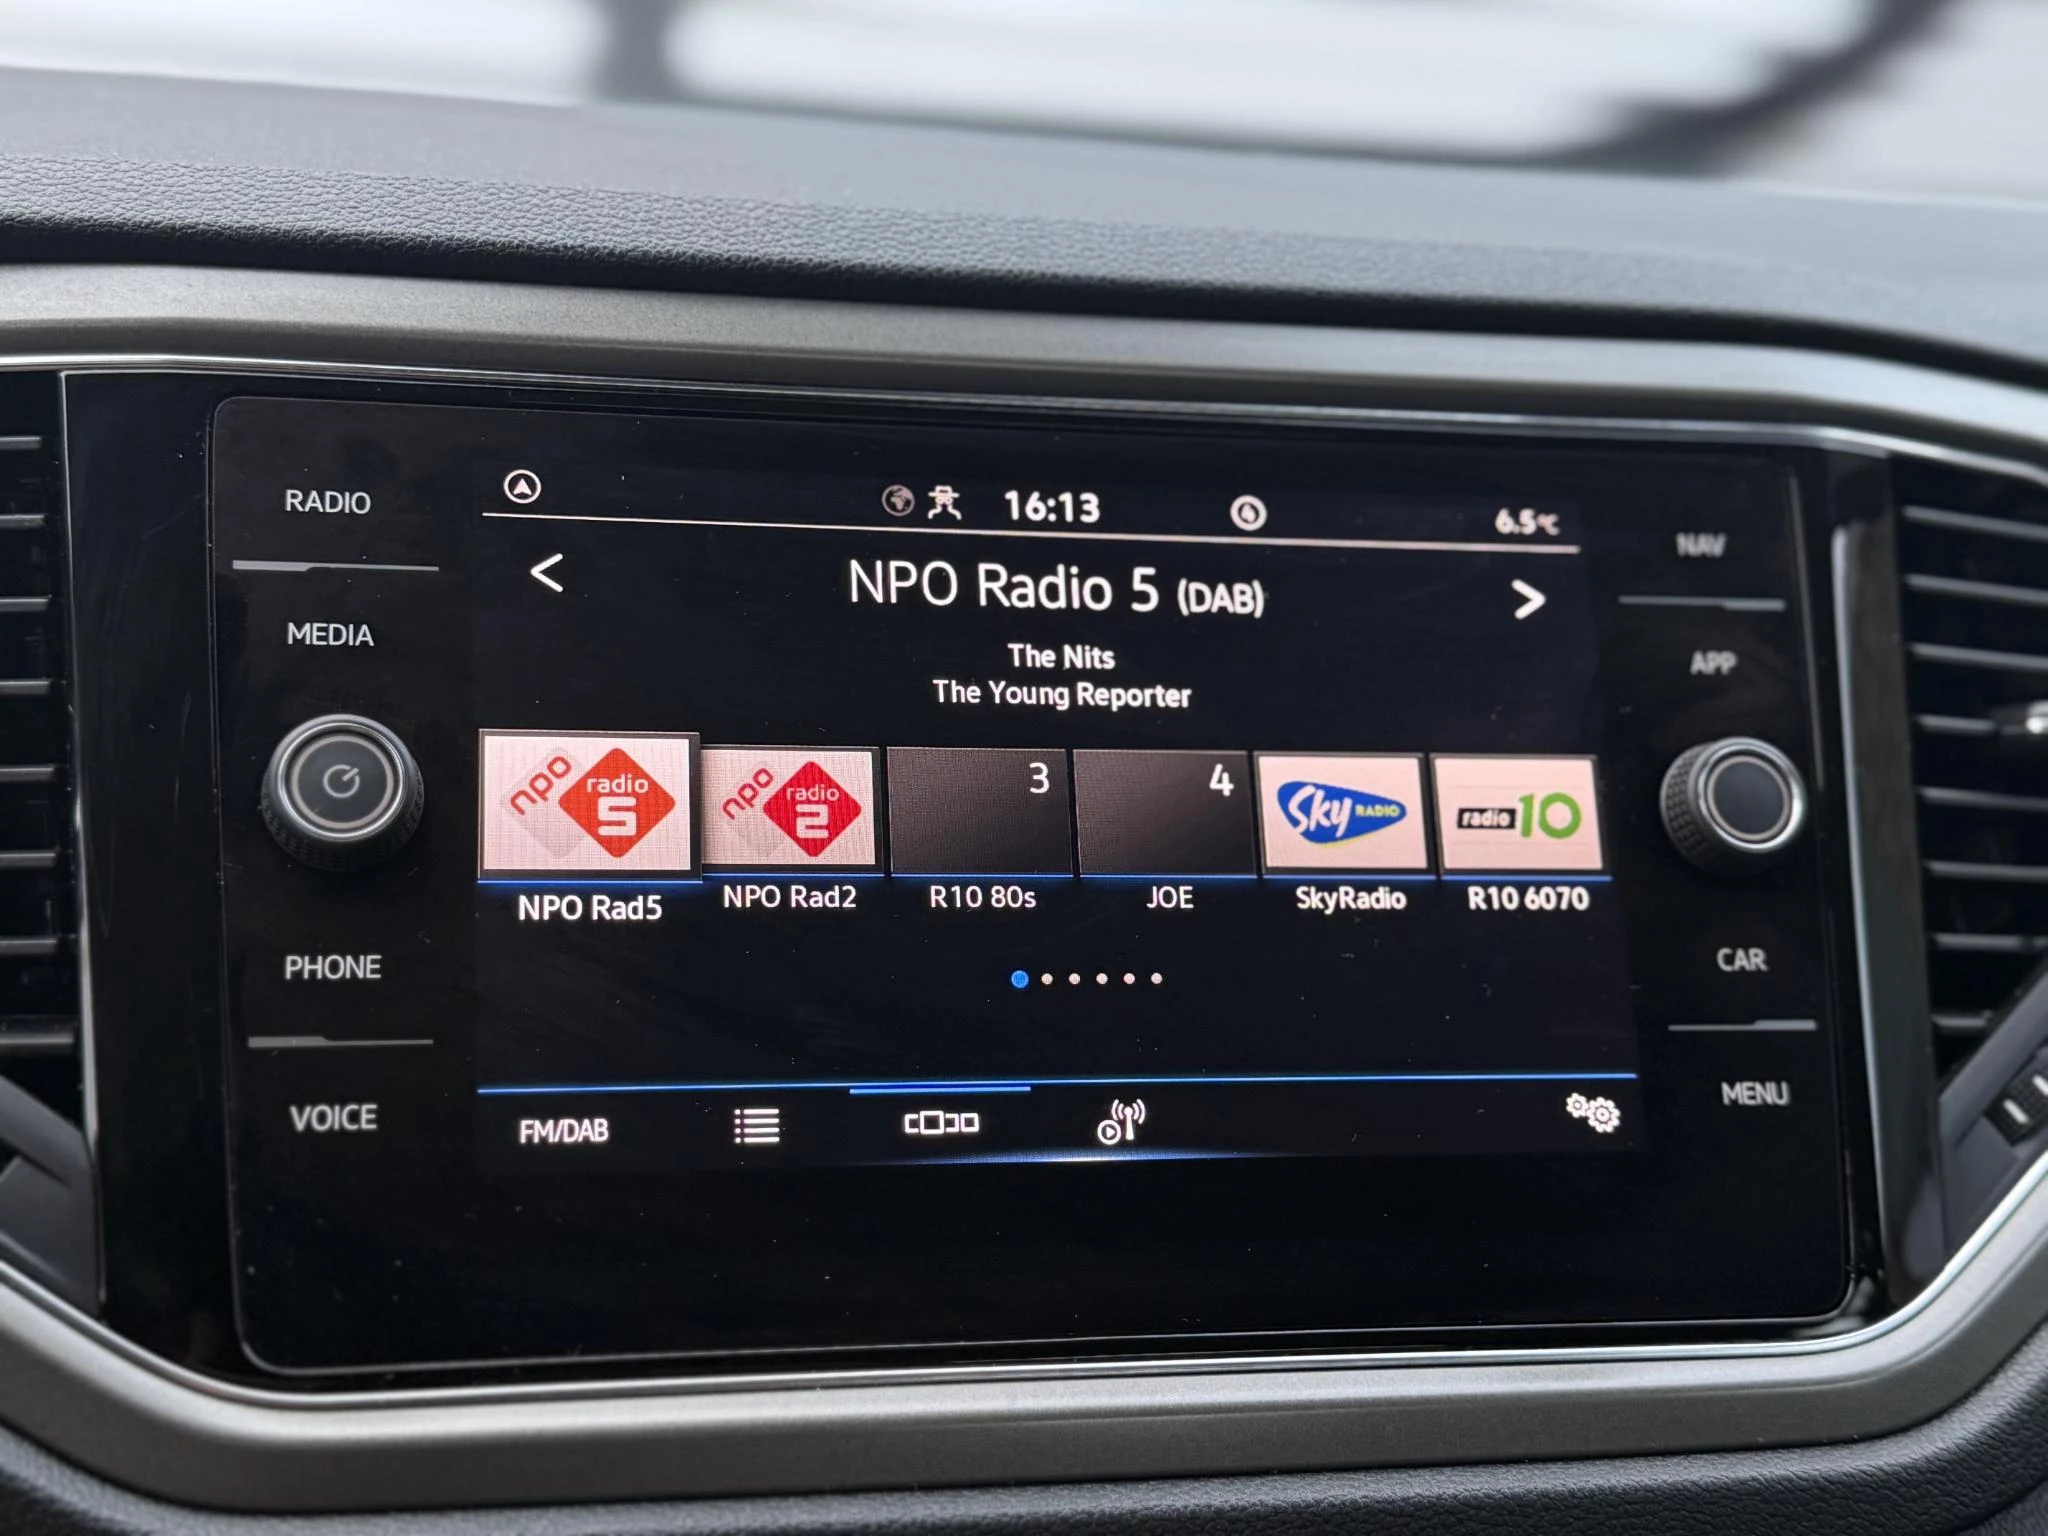 RADIO
MEDIA
PHONE
VOICE
16:13
6.5°C
< NPO Radio 5 (DAB) >
The Nits
The Young Reporter
npo radio 5
npo radio 2
3
4
Sky RADIO
radio 10
NPO Rad5
NPO Rad2
R10 80s
JOE
SkyRadio
R10 6070
FM/DAB
NAV
APP
CAR
MENU